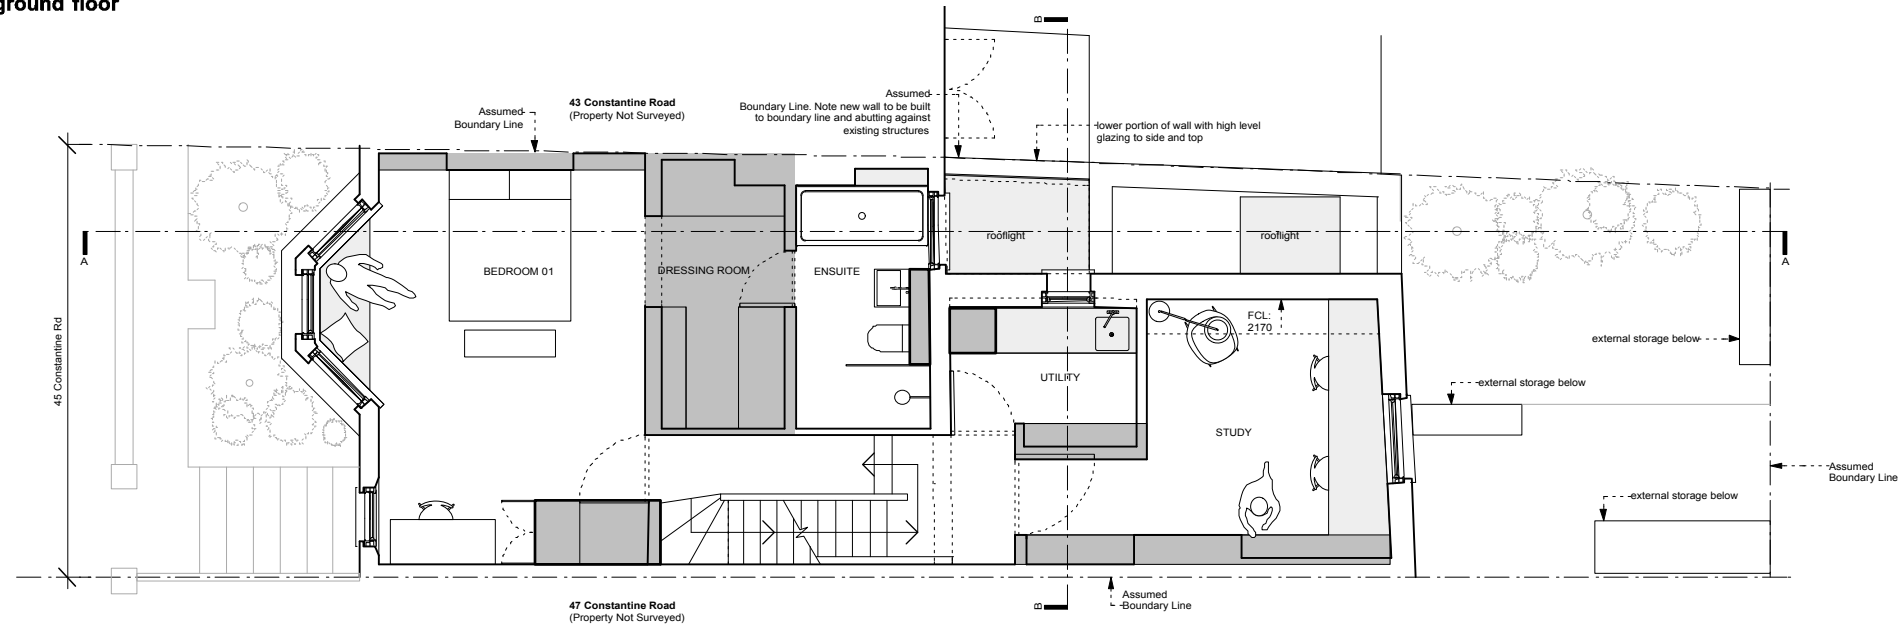 ground floor
B
43 Constantine Road
(Property Not Surveyed)
Assumed
Boundary Line
Assumed
Boundary Line. Note new wall to be built
to boundary line and abutting against
existing structures
lower portion of wall with high level
glazing to side and top
A
rooflight
rooflight
A
BEDROOM 01
DRESSING ROOM
ENSUITE
FCL:
2170
external storage below
45 Constantine Rd
UTILITY
external storage below
STUDY
Assumed
Boundary Line
external storage below
47 Constantine Road
(Property Not Surveyed)
B
Assumed
Boundary Line